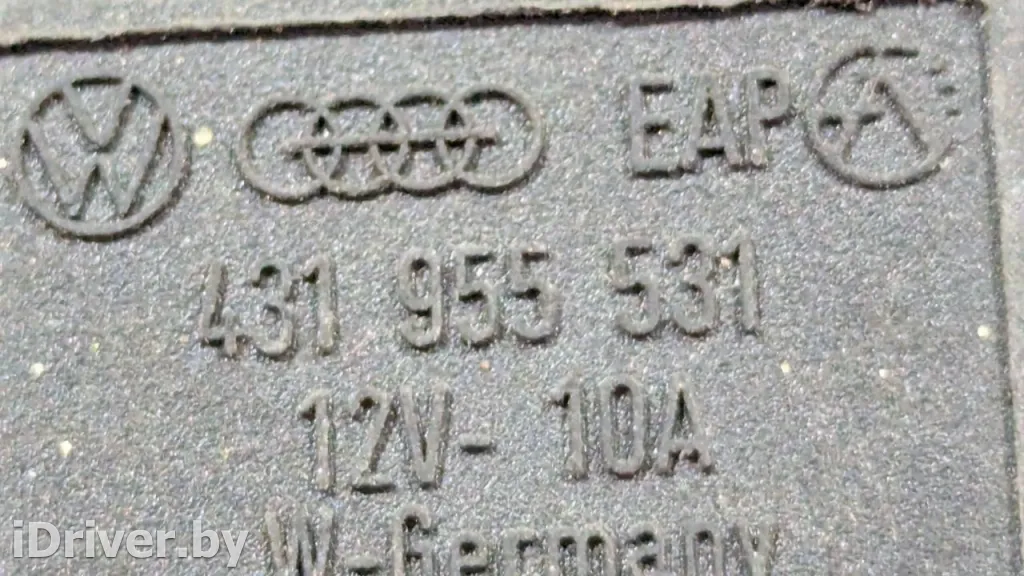 EAP
431 955 531
12V- 10A
W-Germany
iDriver.by